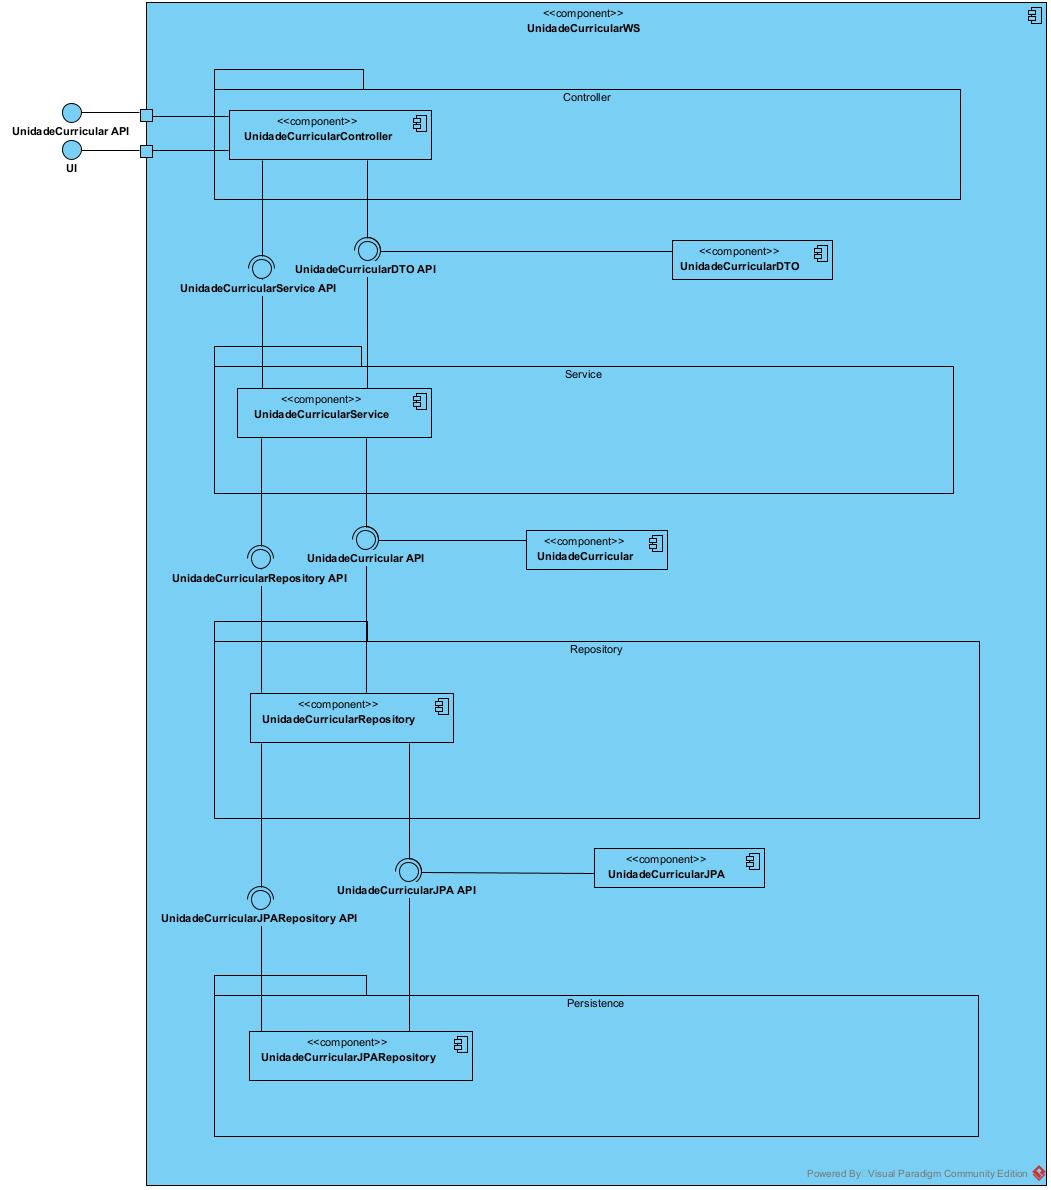 <<component>>
UnidadeCurricularWS
Controller
<<component>>
UnidadeCurricularController
UnidadeCurricular API
UI
<<component>>
UnidadeCurricularDTO
UnidadeCurricularDTO API
UnidadeCurricularService API
Service
<<component>>
UnidadeCurricularService
<<component>>
UnidadeCurricular
UnidadeCurricular API
UnidadeCurricularRepository API
Repository
<<component>>
UnidadeCurricularRepository
<<component>>
UnidadeCurricularJPA
UnidadeCurricularJPA API
UnidadeCurricularJPARepository API
Persistence
<<component>>
UnidadeCurricularJPARepository
Powered By Visual Paradigm Community Edition